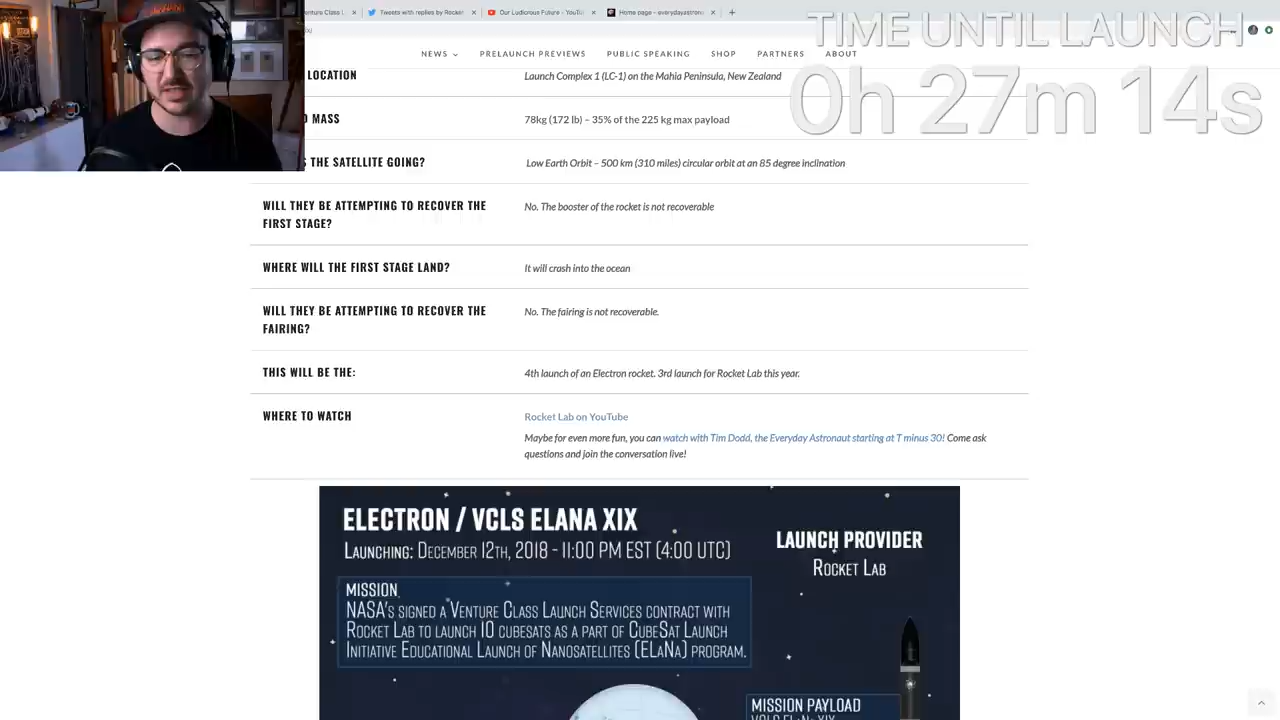 enture Class L
Tweets with replies by Rocket
Our Ludicrous Future - YouTu
Home page - everydayastrono
TIME UNTIL LAUNCH
0h 27m 14s
NEWS
PRELAUNCH PREVIEWS
PUBLIC SPEAKING
SHOP
PARTNERS
ABOUT
LOCATION
Launch Complex 1 (LC-1) on the Mahia Peninsula, New Zealand
MASS
78kg (172 lb) – 35% of the 225 kg max payload
THE SATELLITE GOING?
Low Earth Orbit – 500 km (310 miles) circular orbit at an 85 degree inclination
WILL THEY BE ATTEMPTING TO RECOVER THE
FIRST STAGE?
No. The booster of the rocket is not recoverable
WHERE WILL THE FIRST STAGE LAND?
It will crash into the ocean
WILL THEY BE ATTEMPTING TO RECOVER THE
FAIRING?
No. The fairing is not recoverable.
THIS WILL BE THE:
4th launch of an Electron rocket. 3rd launch for Rocket Lab this year.
WHERE TO WATCH
Rocket Lab on YouTube
Maybe for even more fun, you can watch with Tim Dodd, the Everyday Astronaut starting at T minus 30! Come ask
questions and join the conversation live!
ELECTRON / VCLS ELANA XIX
LAUNCHING: DECEMBER 12TH, 2018 - 11:00 PM EST (4:00 UTC)
LAUNCH PROVIDER
ROCKET LAB
MISSION
NASA'S SIGNED A VENTURE CLASS LAUNCH SERVICES CONTRACT WITH
ROCKET LAB TO LAUNCH 10 CUBESATS AS A PART OF CUBESAT LAUNCH
INITIATIVE EDUCATIONAL LAUNCH OF NANOSATELLITES (ELANA) PROGRAM.
MISSION PAYLOAD
VCLS ELANA XIX